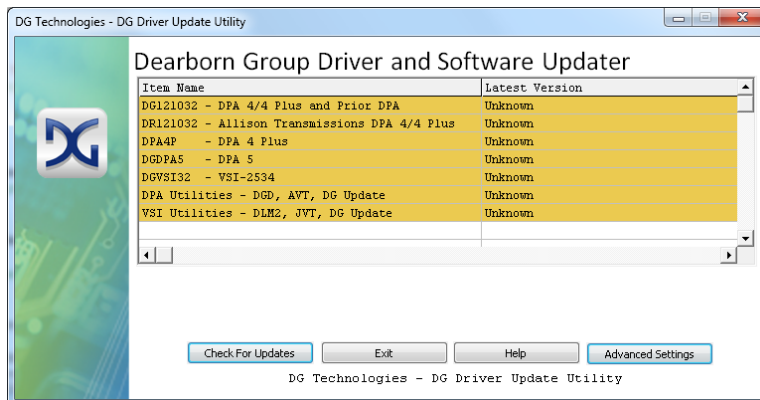 DG Technologies - DG Driver Update Utility
Dearborn Group Driver and Software Updater
Item Name Latest Version
DG121032 - DPA 4/4 Plus and Prior DPA Unknown
DR121032 - Allison Transmissions DPA 4/4 Plus Unknown
DPA4P - DPA 4 Plus Unknown
DGDPA5 - DPA 5 Unknown
DGVSI32 - VSI-2534 Unknown
DPA Utilities - DGD, AVT, DG Update Unknown
VSI Utilities - DLM2, JVT, DG Update Unknown
DG
Check For Updates Exit Help Advanced Settings
DG Technologies - DG Driver Update Utility